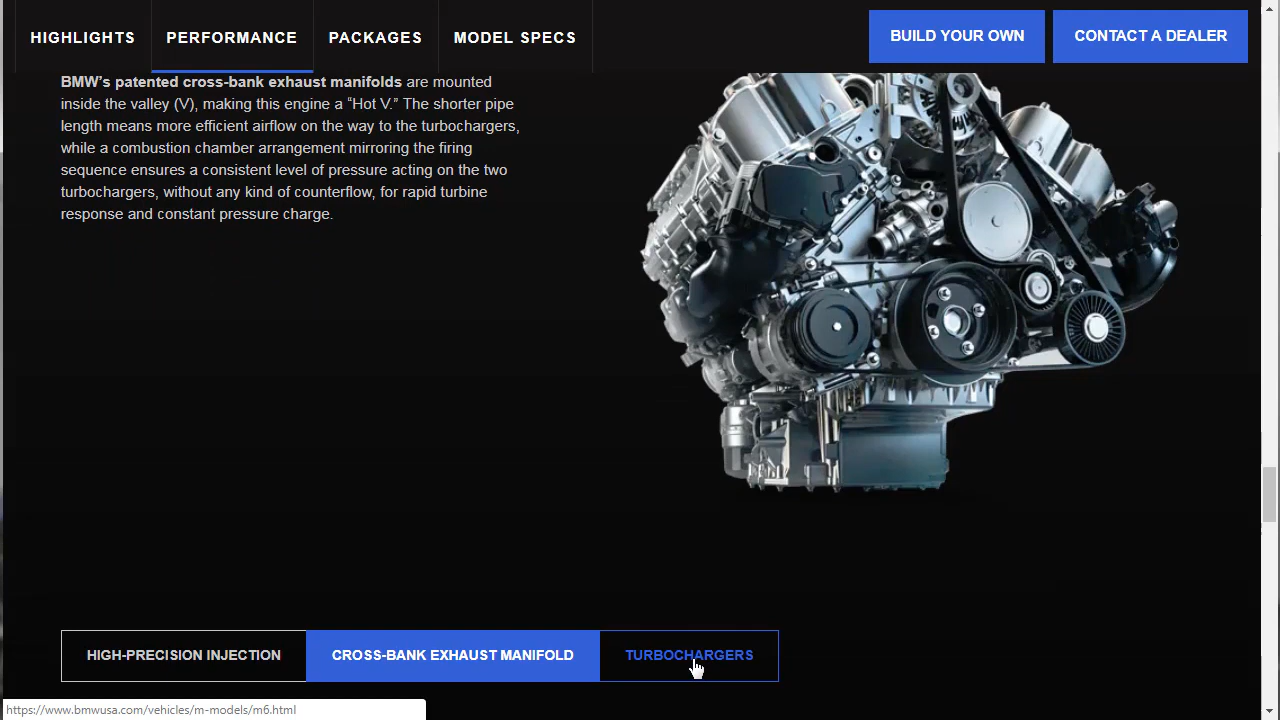 HIGHLIGHTS
PERFORMANCE
PACKAGES
MODEL SPECS
BUILD YOUR OWN
CONTACT A DEALER
BMW’s patented cross-bank exhaust manifolds are mounted
inside the valley (V), making this engine a “Hot V.” The shorter pipe
length means more efficient airflow on the way to the turbochargers,
while a combustion chamber arrangement mirroring the firing
sequence ensures a consistent level of pressure acting on the two
turbochargers, without any kind of counterflow, for rapid turbine
response and constant pressure charge.
HIGH-PRECISION INJECTION
CROSS-BANK EXHAUST MANIFOLD
TURBOCHARGERS
https://www.bmwusa.com/vehicles/m-models/m6.html